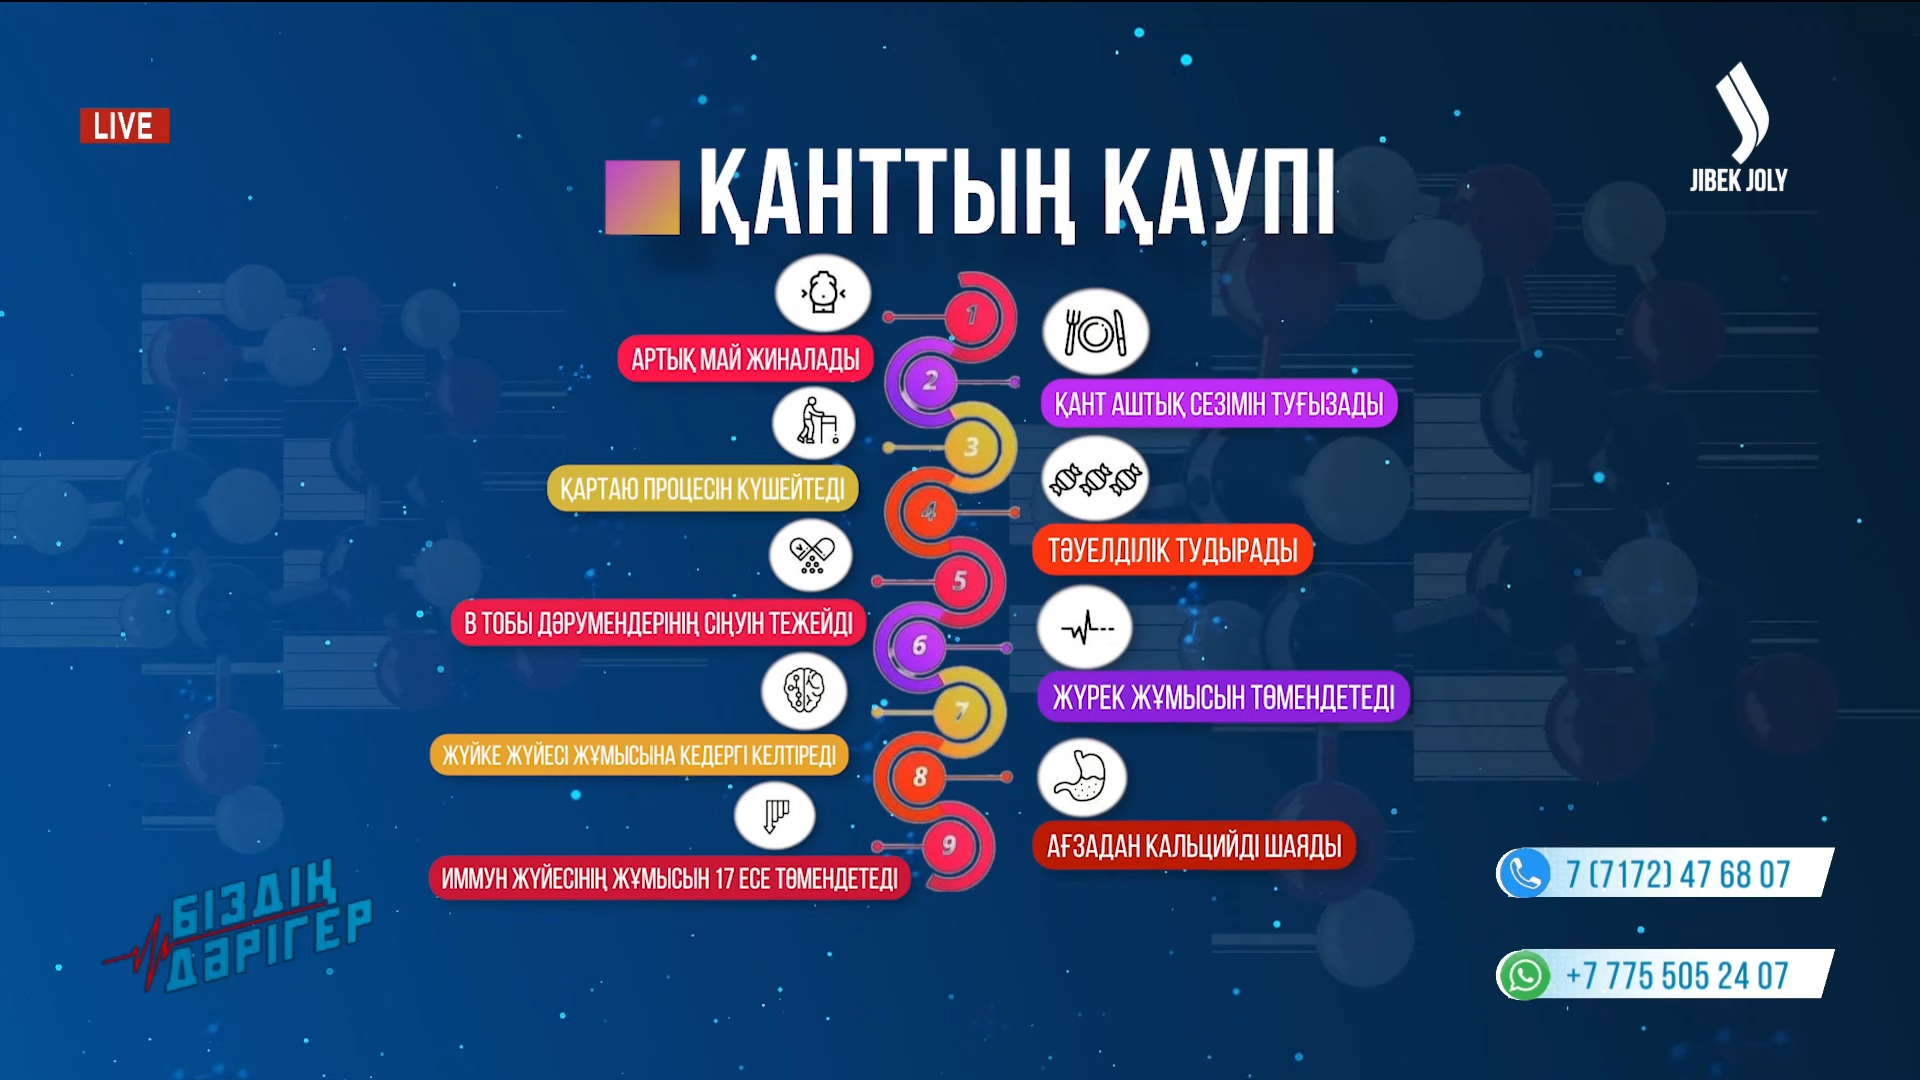 LIVE
JIBEK JOLY
ҚАНТТЫҢ ҚАУПІ
1
АРТЫҚ МАЙ ЖИНАЛАДЫ
2
ҚАНТ АШТЫҚ СЕЗІМІН ТУҒЫЗАДЫ
3
ҚАРТАЮ ПРОЦЕСІН КҮШЕЙТЕДІ
4
ТӘУЕЛДІЛІК ТУДЫРАДЫ
5
В ТОБЫ ДӘРУМЕНДЕРІНІҢ СІҢУІН ТЕЖЕЙДІ
6
ЖҮРЕК ЖҰМЫСЫН ТӨМЕНДЕТЕДІ
7
ЖҮЙКЕ ЖҮЙЕСІ ЖҰМЫСЫНА КЕДЕРГІ КЕЛТІРЕДІ
8
АҒЗАДАН КАЛЬЦИЙДІ ШАЯДЫ
9
ИММУН ЖҮЙЕСІНІҢ ЖҰМЫСЫН 17 ЕСЕ ТӨМЕНДЕТЕДІ
БІЗДІҢ
ДӘРІГЕР
7 (7172) 47 68 07
+7 775 505 24 07